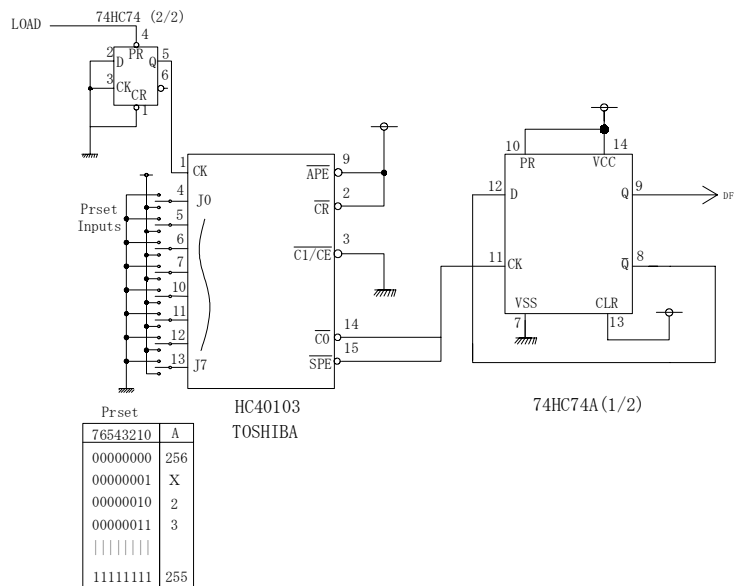 LOAD
74HC74 (2/2)
4
2
D
PR
Q
5
3
CK
6
CR
1
1
CK
9
APE
Prset
Inputs
4
J0
2
CR
5
6
3
C1/CE
7
10
11
14
CO
12
15
SPE
13
J7
HC40103
TOSHIBA
10
PR
14
VCC
12
D
Q
9
DF
11
CK
Q
8
VSS
CLR
7
13
74HC74A(1/2)
Prset
76543210 A
00000000 256
00000001 X
00000010 2
00000011 3
||||||||
11111111 255